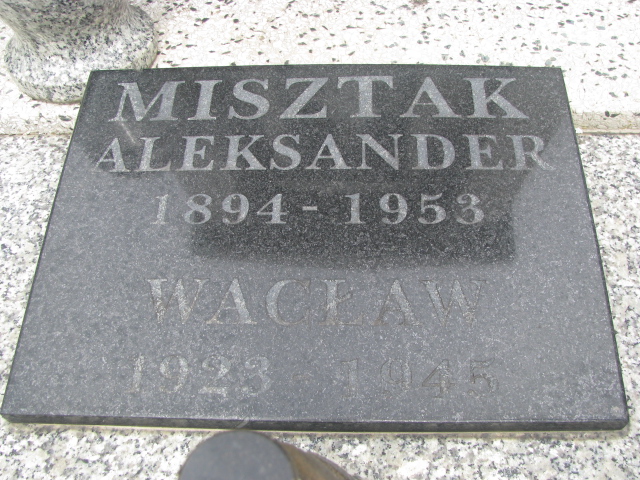 MISZTAK
ALEKSANDER
1894 - 1953
WACŁAW
1923 - 1945